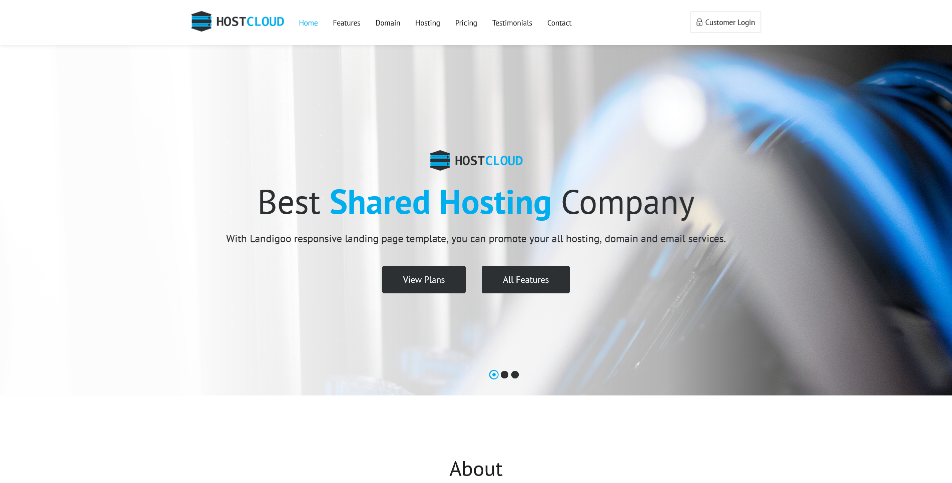 HOSTCLOUD Home Features Domain Hosting Pricing Testimonials Contact Customer Login
HOSTCLOUD
Best Shared Hosting Company
With Landigoo responsive landing page template, you can promote your all hosting, domain and email services.
View Plans All Features
About